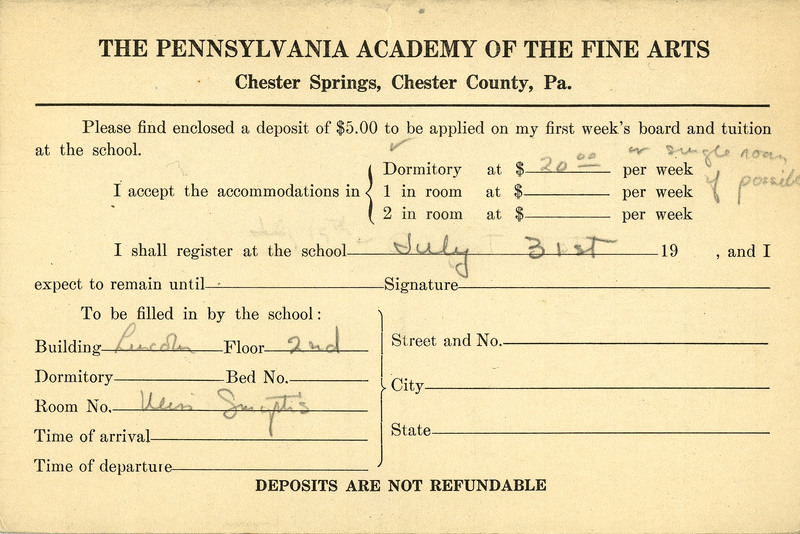 THE PENNSYLVANIA ACADEMY OF THE FINE ARTS
Chester Springs, Chester County, Pa.
Please find enclosed a deposit of $5.00 to be applied on my first week's board and tuition
at the school.
✓ or single room
Dormitory at $ 20 00 per week if possible
I accept the accommodations in { 1 in room at $ per week
2 in room at $ per week
I shall register at the school July 31st 19 , and I
expect to remain until Signature
To be filled in by the school:
Building Lincoln Floor 2nd
Street and No.
Dormitory Bed No.
City
Room No. Miss Smyth's
State
Time of arrival
Time of departure
DEPOSITS ARE NOT REFUNDABLE